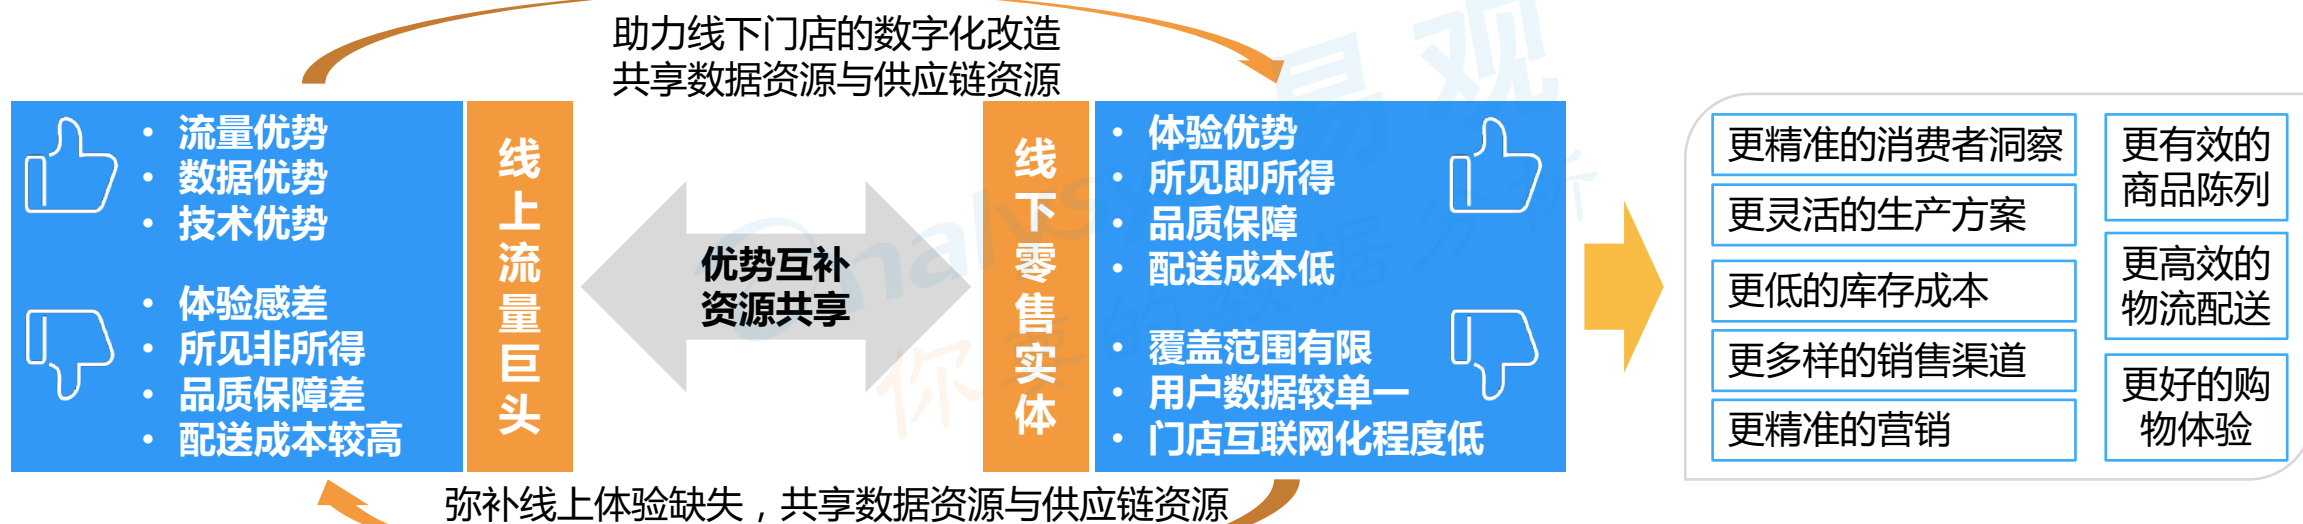 助力线下门店的数字化改造
共享数据资源与供应链资源
• 流量优势
• 数据优势
• 技术优势
• 体验感差
• 所见非所得
• 品质保障差
• 配送成本较高
线上流量巨头
优势互补
资源共享
线下零售实体
• 体验优势
• 所见即所得
• 品质保障
• 配送成本低
• 覆盖范围有限
• 用户数据较单一
• 门店互联网化程度低
更精准的消费者洞察
更灵活的生产方案
更低的库存成本
更多样的销售渠道
更精准的营销
更有效的
商品陈列
更高效的
物流配送
更好的购
物体验
弥补线上体验缺失，共享数据资源与供应链资源
易观
analysys
你要的数据分析